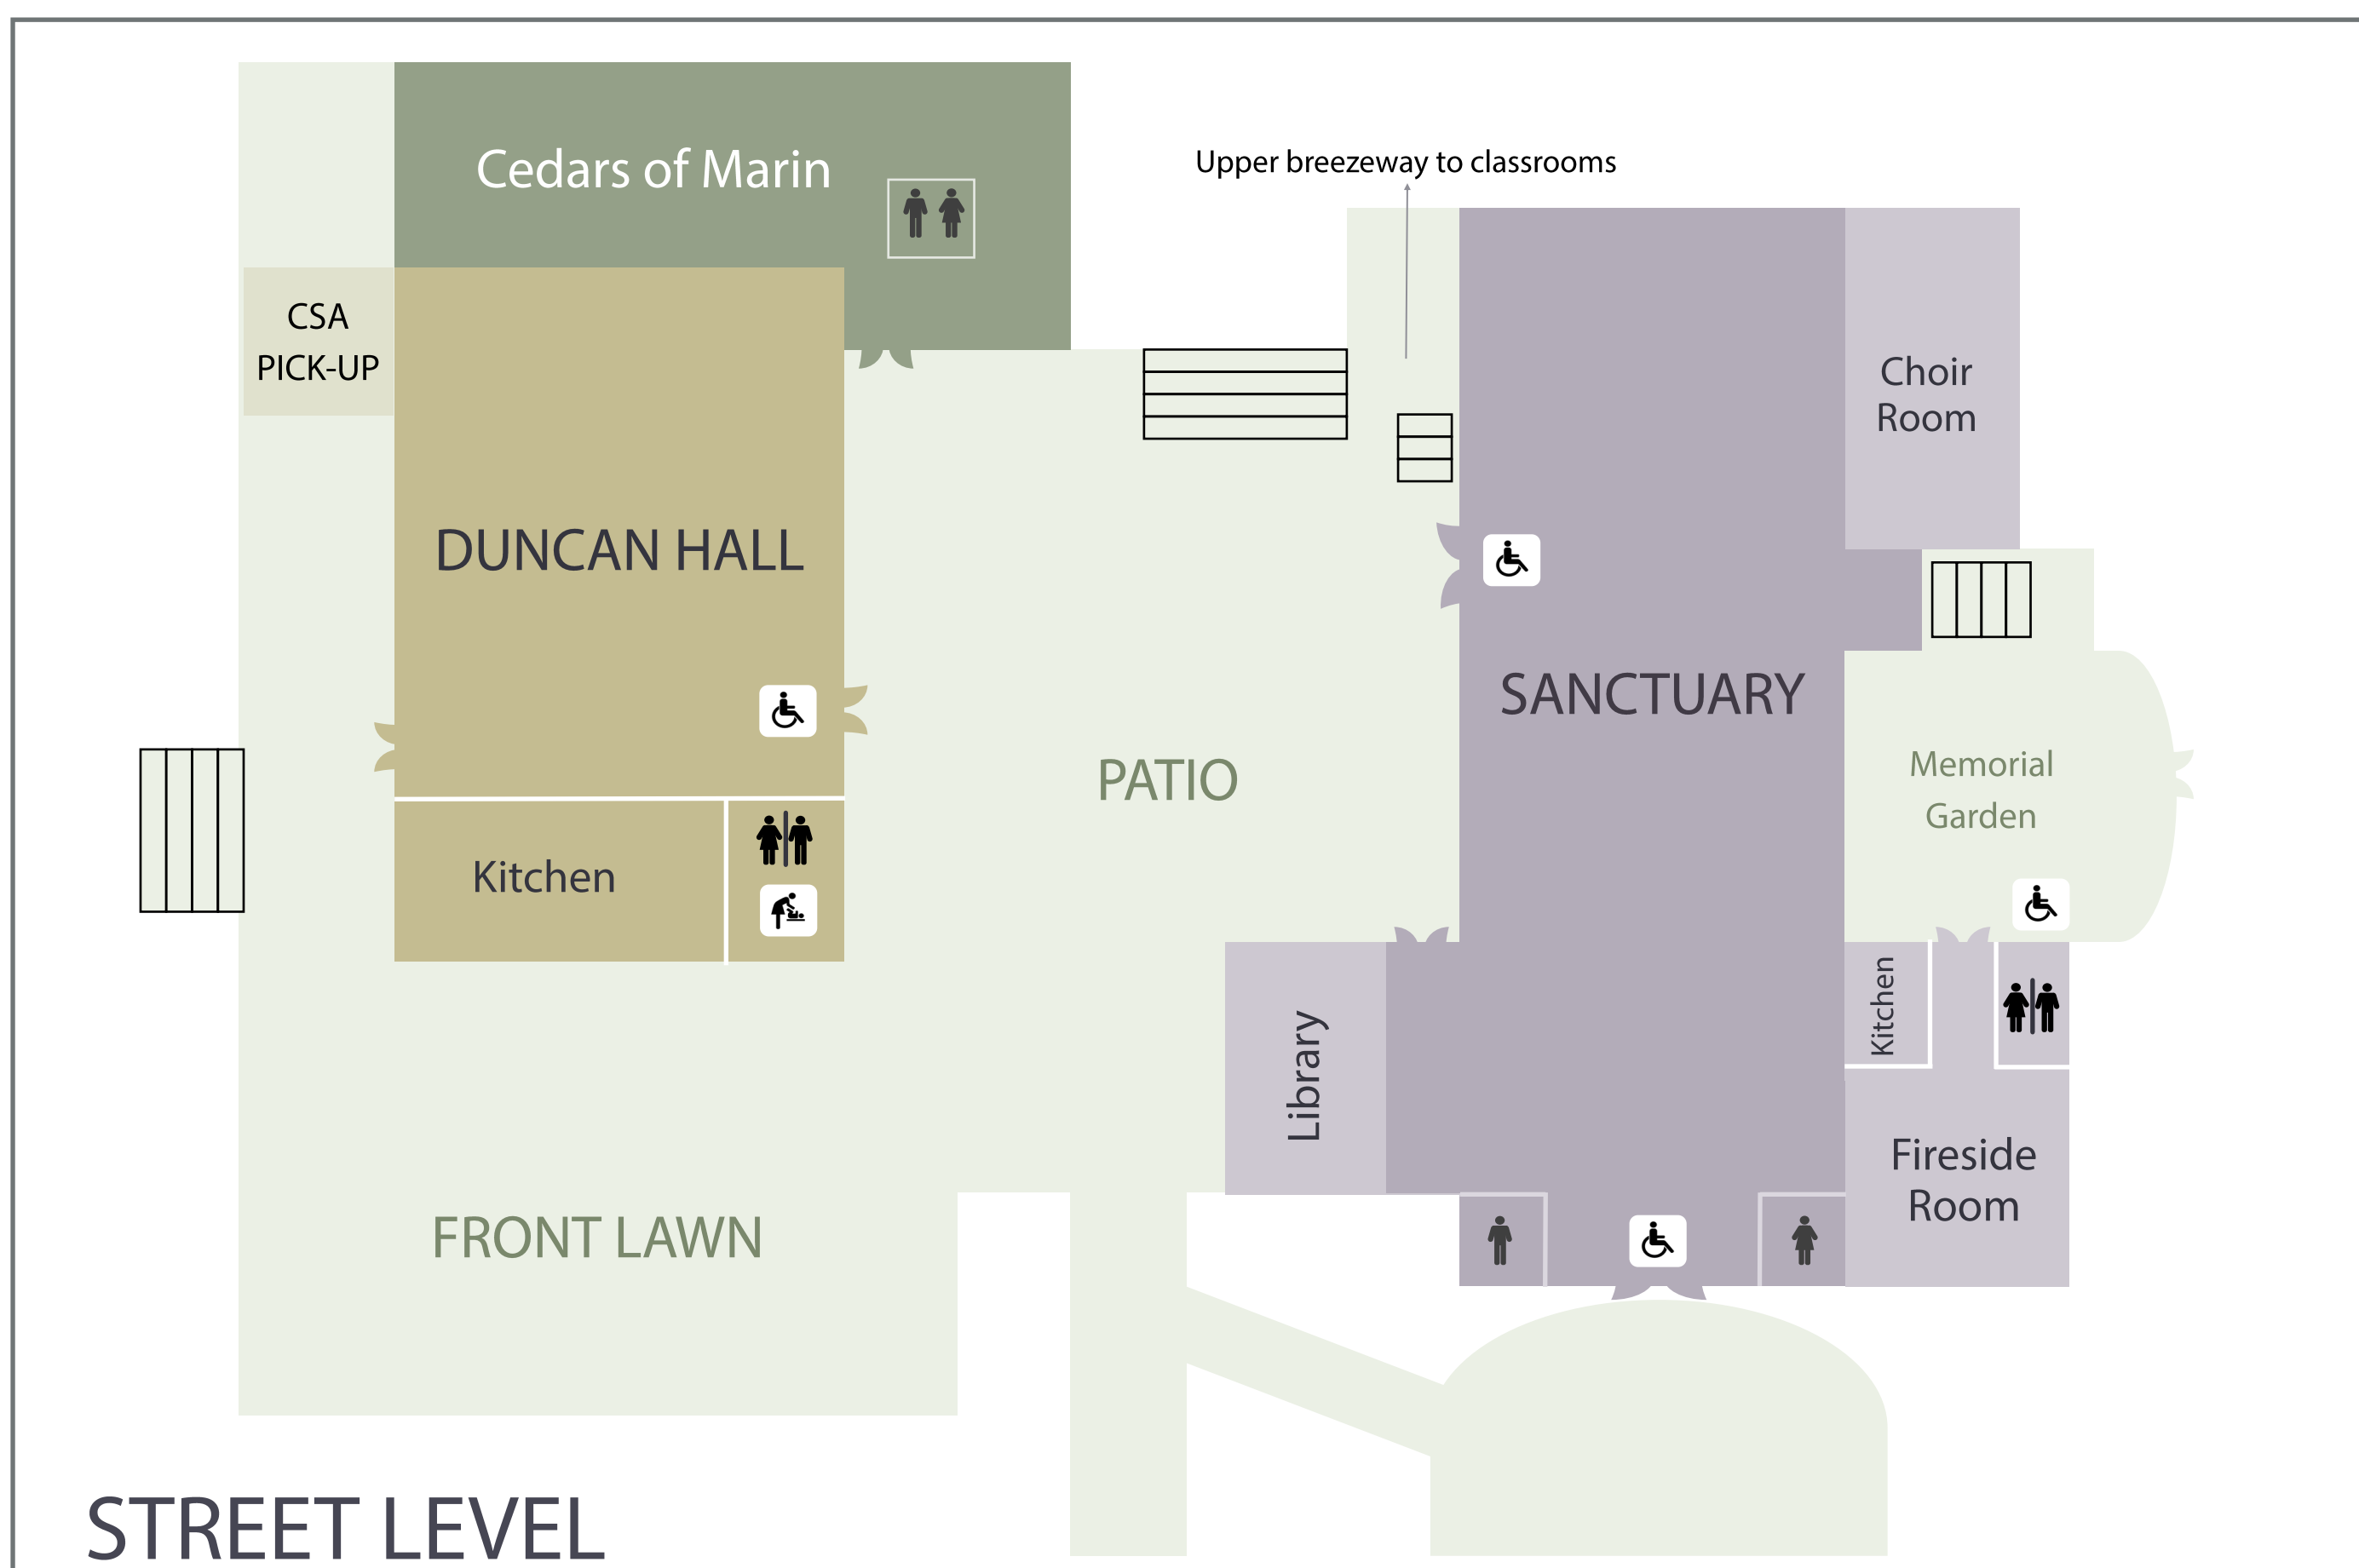 Cedars of Marin
Upper breezeway to classrooms
CSA
PICK-UP
Choir
Room
DUNCAN HALL
SANCTUARY
PATIO
Memorial
Garden
Kitchen
Kitchen
Library
Fireside
Room
FRONT LAWN
STREET LEVEL